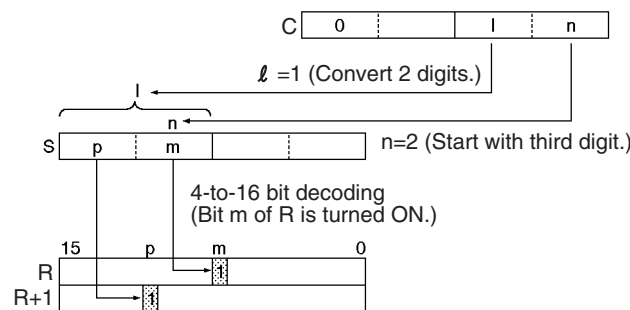 C 0 l n
ℓ =1 (Convert 2 digits.)
l
n
n=2 (Start with third digit.)
S p m
4-to-16 bit decoding
(Bit m of R is turned ON.)
15 p m 0
R 1
R+1 1